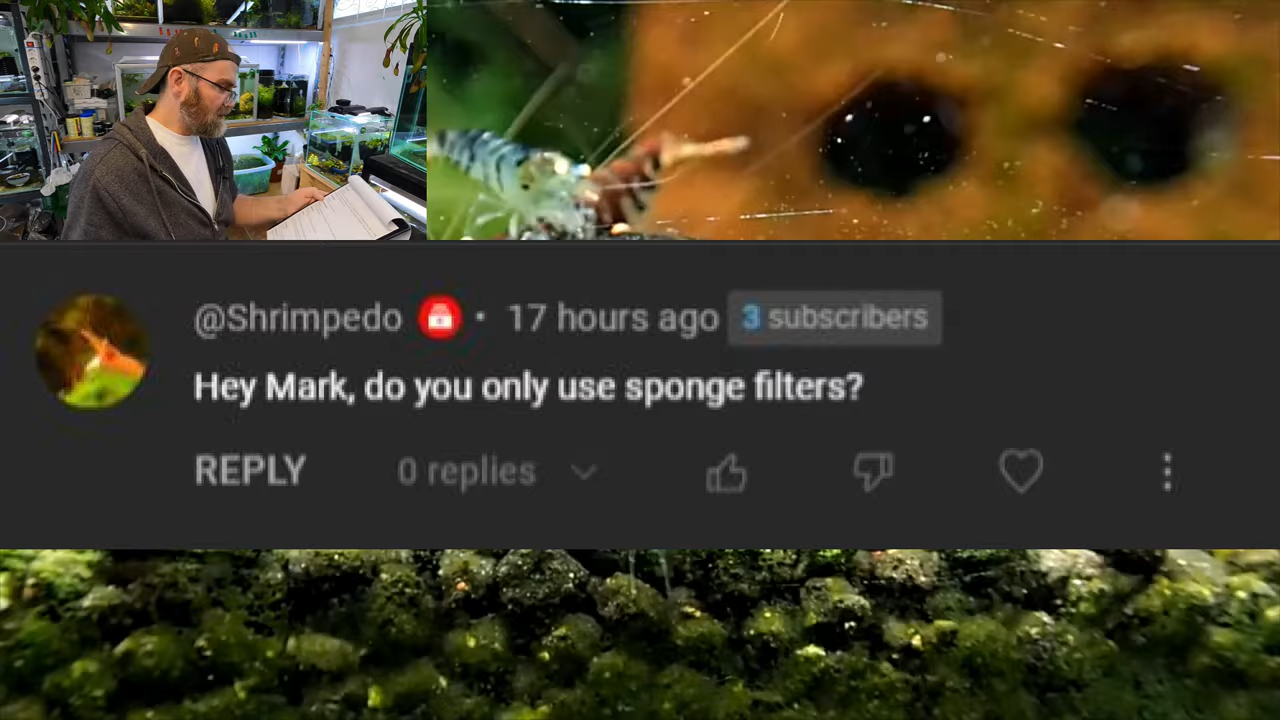 @Shrimpedo • 17 hours ago 3 subscribers
Hey Mark, do you only use sponge filters?
REPLY 0 replies